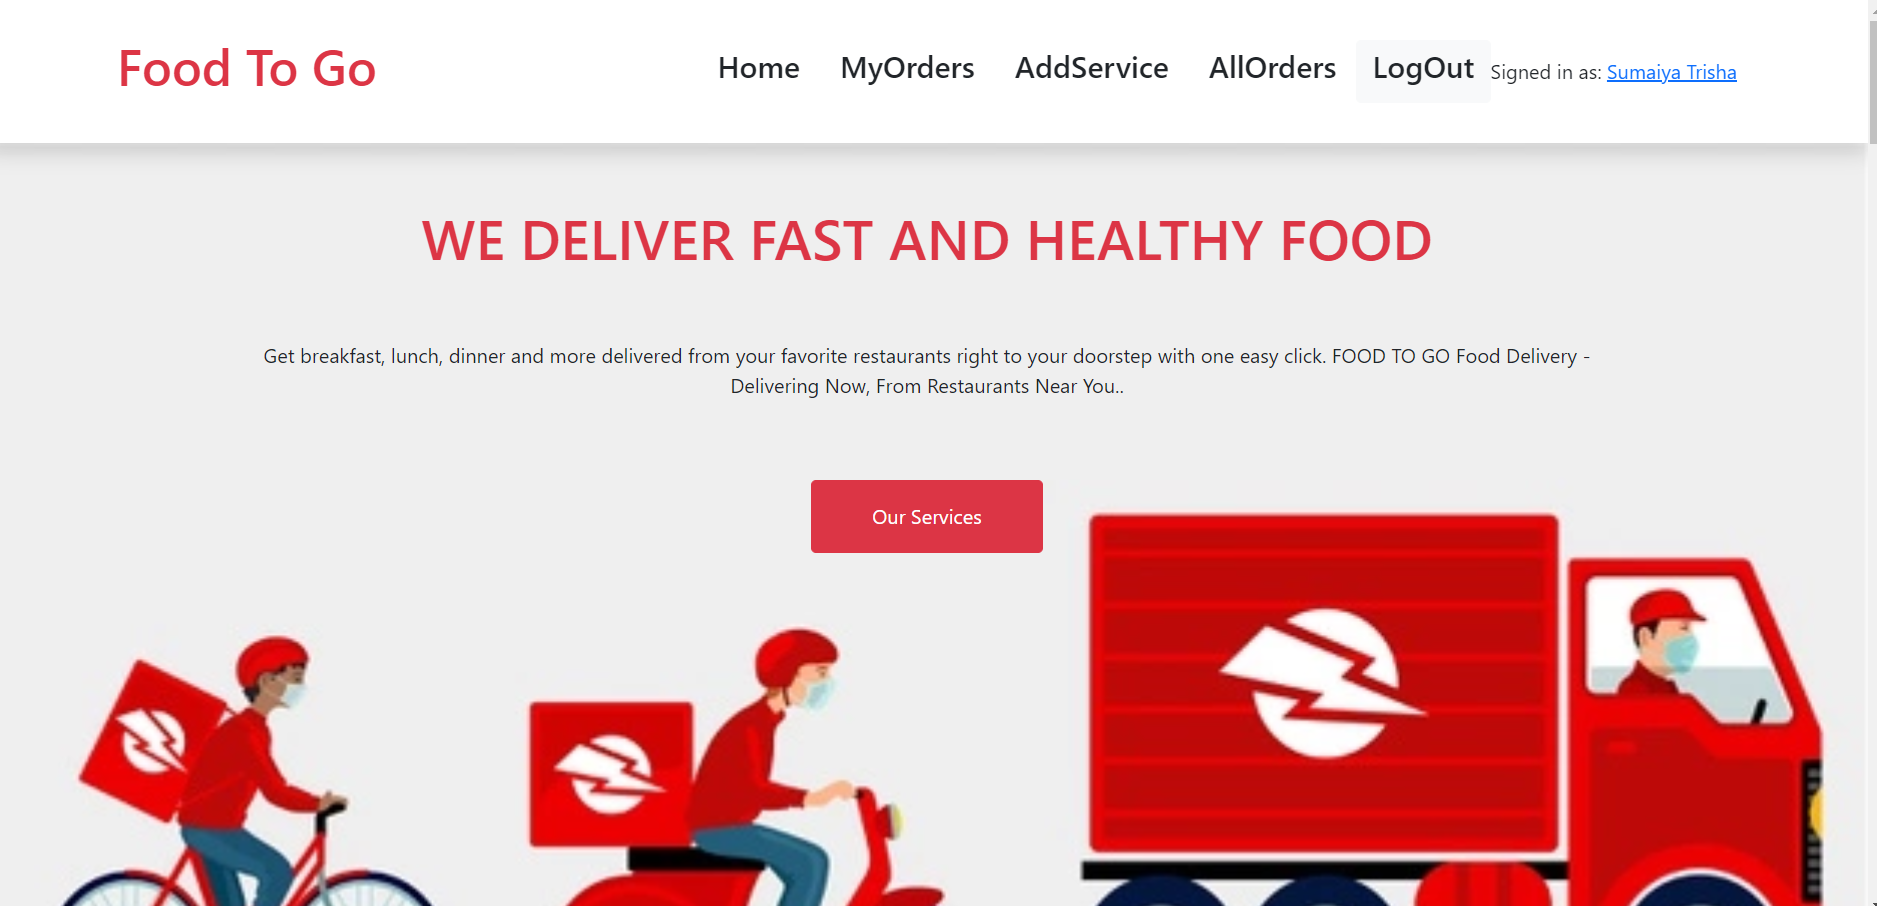 Food To Go
Home MyOrders AddService AllOrders LogOut Signed in as: Sumaiya Trisha
WE DELIVER FAST AND HEALTHY FOOD
Get breakfast, lunch, dinner and more delivered from your favorite restaurants right to your doorstep with one easy click. FOOD TO GO Food Delivery -
Delivering Now, From Restaurants Near You..
Our Services